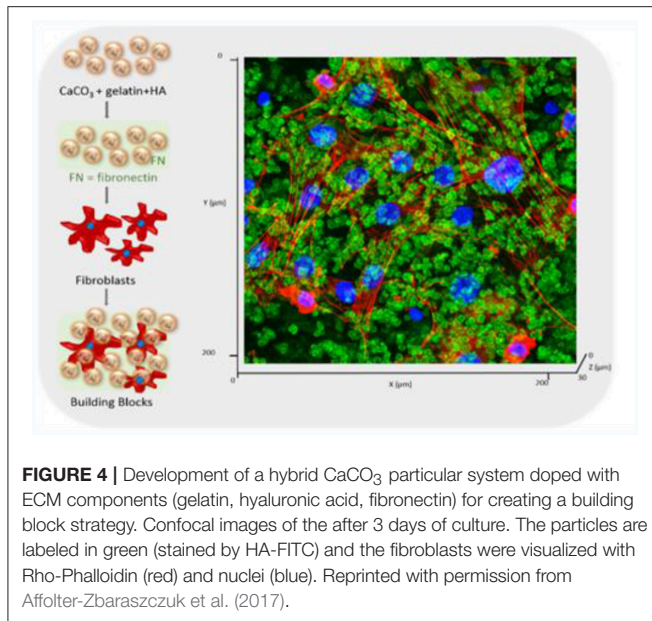 CaCO3 + gelatin+HA
FN
FN = fibronectin
Fibroblasts
Building Blocks
0
Y [µm]
200
0
X [µm]
200
0
Z [µm]
30
FIGURE 4 | Development of a hybrid CaCO3 particular system doped with
ECM components (gelatin, hyaluronic acid, fibronectin) for creating a building
block strategy. Confocal images of the after 3 days of culture. The particles are
labeled in green (stained by HA-FITC) and the fibroblasts were visualized with
Rho-Phalloidin (red) and nuclei (blue). Reprinted with permission from
Affolter-Zbaraszczuk et al. (2017).